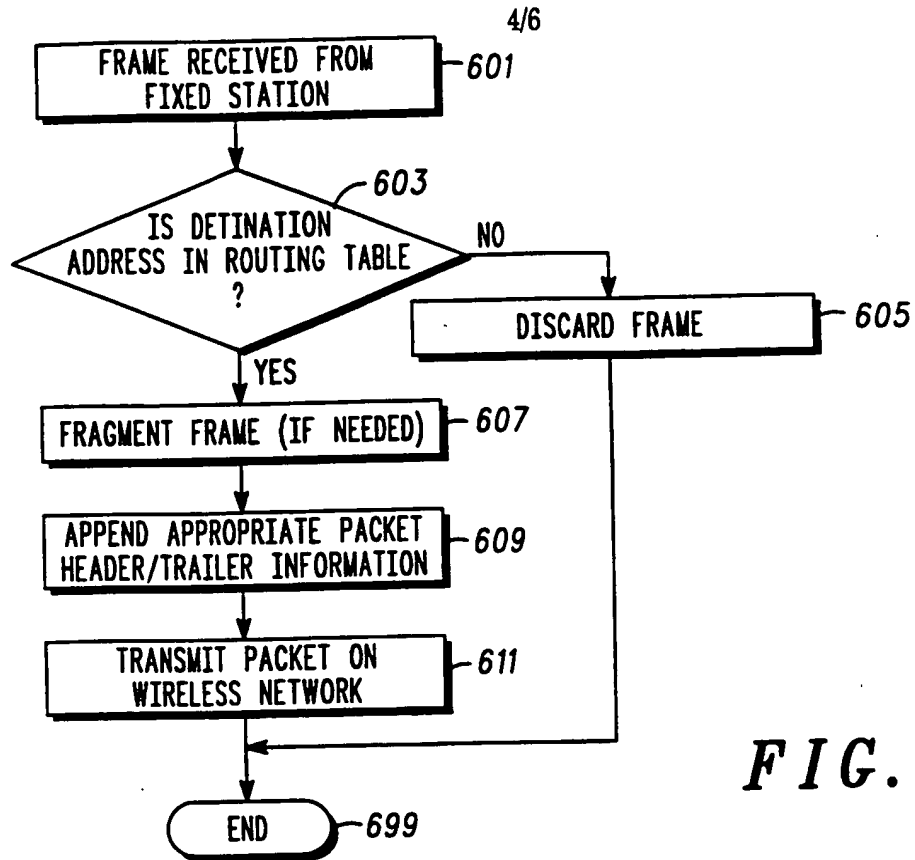 4/6
FRAME RECEIVED FROM
FIXED STATION
601
603
IS DETINATION
ADDRESS IN ROUTING TABLE
?
NO
DISCARD FRAME
605
YES
FRAGMENT FRAME (IF NEEDED)
607
APPEND APPROPRIATE PACKET
HEADER/TRAILER INFORMATION
609
TRANSMIT PACKET ON
WIRELESS NETWORK
611
FIG.
END
699